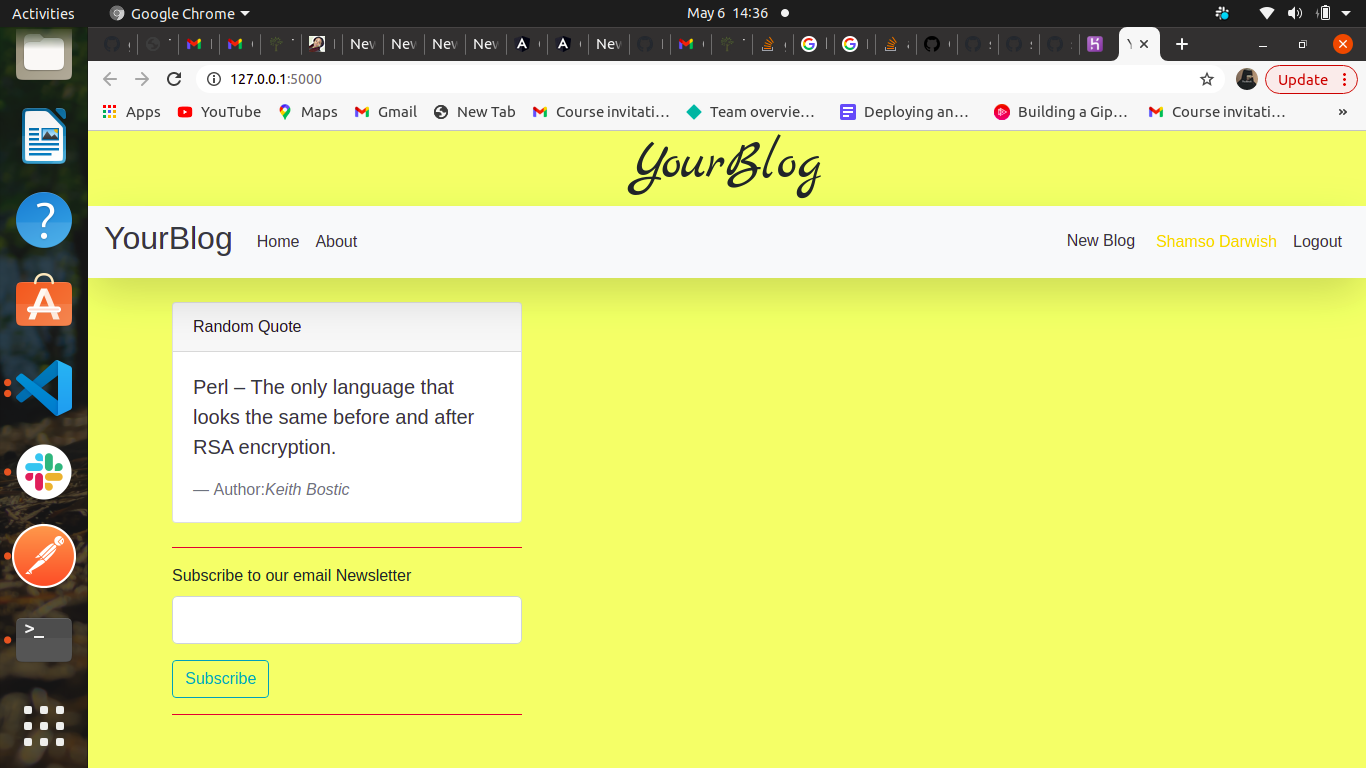 Activities
Google Chrome
May 6 14:36
New
New
New
New
New
127.0.0.1:5000
Update
Apps
YouTube
Maps
Gmail
New Tab
Course invitati…
Team overvie…
Deploying an…
Building a Gip…
Course invitati…
»
YourBlog
YourBlog
Home
About
New Blog
Shamso Darwish
Logout
Random Quote
Perl – The only language that
looks the same before and after
RSA encryption.
— Author:Keith Bostic
Subscribe to our email Newsletter
Subscribe